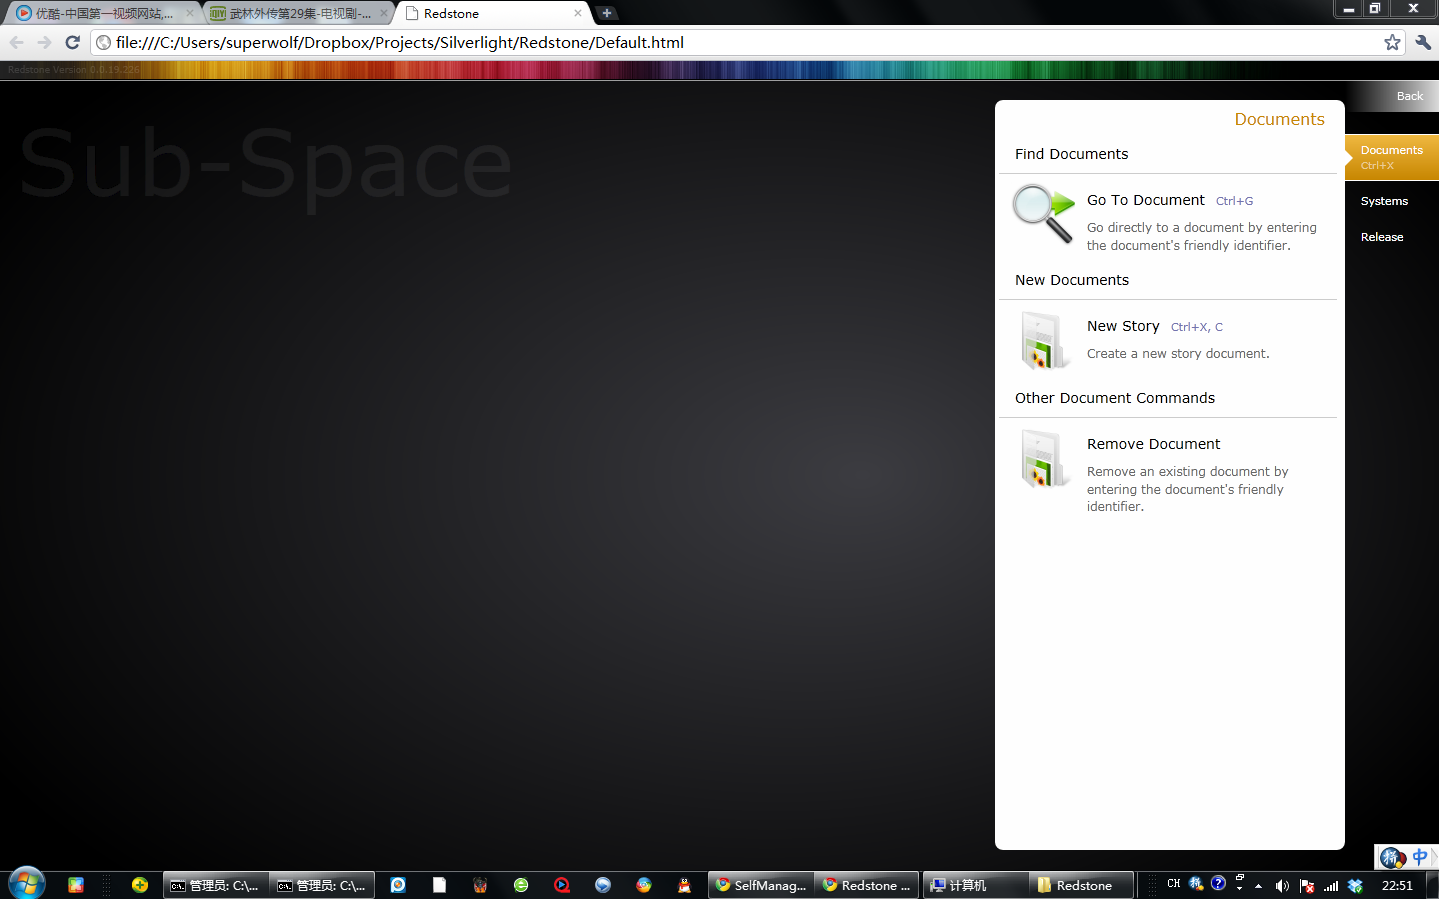 优酷-中国第一视频网站,...
武林外传第29集-电视剧-...
Redstone
file:///C:/Users/superwolf/Dropbox/Projects/Silverlight/Redstone/Default.html
Redstone Version 0.0.19.226
Back
Sub-Space
Documents
Find Documents
Go To Document Ctrl+G
Go directly to a document by entering
the document's friendly identifier.
New Documents
New Story Ctrl+X, C
Create a new story document.
Other Document Commands
Remove Document
Remove an existing document by
entering the document's friendly
identifier.
Documents
Ctrl+X
Systems
Release
拼 中
管理员: C:\...
管理员: C:\...
SelfManag...
Redstone ...
计算机
Redstone
CH
22:51